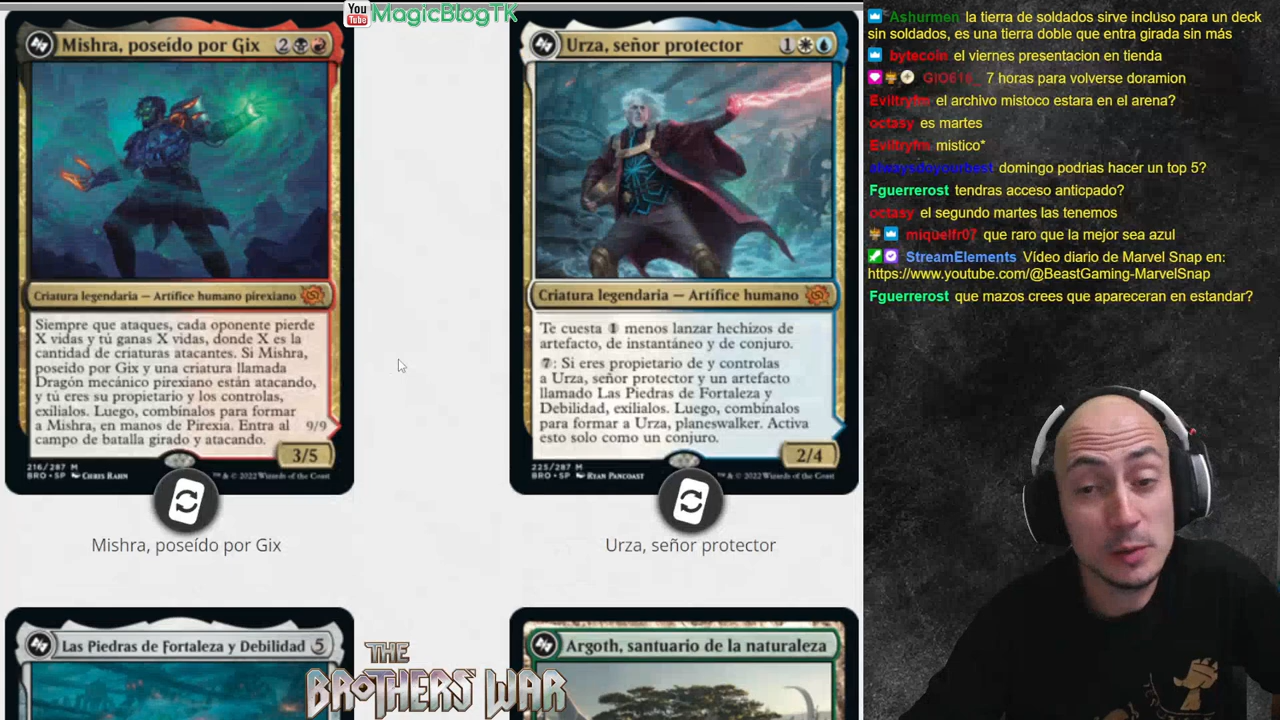 You
Tube
MagicBlogTK
Mishra, poseído por Gix
2
Criatura legendaria — Artífice humano pirexiano
Siempre que ataques, cada oponente pierde
X vidas y tú ganas X vidas, donde X es la
cantidad de criaturas atacantes. Si Mishra,
poseído por Gix y una criatura llamada
Dragón mecánico pirexiano están atacando,
y tú eres su propietario y los controlas,
exílialos. Luego, combínalos para formar
a Mishra, en manos de Pirexia. Entra al
campo de batalla girado y atacando.
9/9
3/5
216/287 M
BRO • SP CHRIS RAHN
™ & © 2022 Wizards of the Coast
Mishra, poseído por Gix
Urza, señor protector
1
Criatura legendaria — Artífice humano
Te cuesta 1 menos lanzar hechizos de
artefacto, de instantáneo y de conjuro.
7: Si eres propietario de y controlas
a Urza, señor protector y un artefacto
llamado Las Piedras de Fortaleza y
Debilidad, exílialos. Luego, combínalos
para formar a Urza, planeswalker. Activa
esto solo como un conjuro.
2/4
225/287 M
BRO • SP RYAN PANCOAST
™ & © 2022 Wizards of the Coast
Urza, señor protector
Las Piedras de Fortaleza y Debilidad
5
Argoth, santuario de la naturaleza
THE
BROTHERS' WAR
Ashurmen la tierra de soldados sirve incluso para un deck
sin soldados, es una tierra doble que entra girada sin más
bytecoin el viernes presentacion en tienda
7 horas para volverse doramion
Eviltryfm el archivo mistoco estara en el arena?
octasy es martes
Eviltryfm mistico*
alwaysdoyourbest domingo podrias hacer un top 5?
Fguerrerost tendras acceso anticpado?
octasy el segundo martes las tenemos
miquelfr07 que raro que la mejor sea azul
StreamElements Vídeo diario de Marvel Snap en:
https://www.youtube.com/@BeastGaming-MarvelSnap
Fguerrerost que mazos crees que apareceran en estandar?